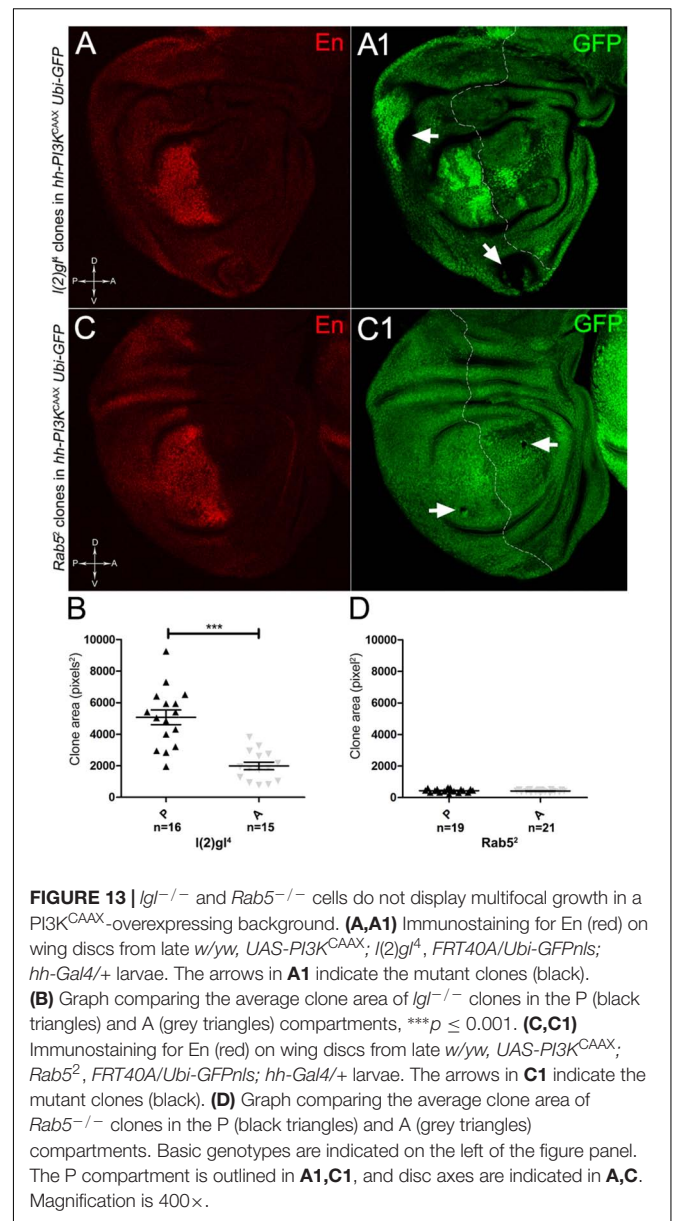 l(2)gl⁴ clones in hh-PI3Kᶜᴬᴬˣ Ubi-GFP
A
En
A1
GFP
D
P
A
V
Rab5² clones in hh-PI3Kᶜᴬᴬˣ Ubi-GFP
C
En
C1
GFP
D
P
A
V
B
***
Clone area (pixels²)
10000
8000
6000
4000
2000
0
P
A
n=16
n=15
l(2)gl⁴
D
Clone area (pixel²)
10000
8000
6000
4000
2000
0
P
A
n=19
n=21
Rab5²
FIGURE 13 | lgl⁻/⁻ and Rab5⁻/⁻ cells do not display multifocal growth in a
PI3Kᶜᴬᴬˣ-overexpressing background. (A,A1) Immunostaining for En (red) on
wing discs from late w/yw, UAS-PI3Kᶜᴬᴬˣ; l(2)gl⁴, FRT40A/Ubi-GFPnls;
hh-Gal4/+ larvae. The arrows in A1 indicate the mutant clones (black).
(B) Graph comparing the average clone area of lgl⁻/⁻ clones in the P (black
triangles) and A (grey triangles) compartments, ***p ≤ 0.001. (C,C1)
Immunostaining for En (red) on wing discs from late w/yw, UAS-PI3Kᶜᴬᴬˣ;
Rab5², FRT40A/Ubi-GFPnls; hh-Gal4/+ larvae. The arrows in C1 indicate the
mutant clones (black). (D) Graph comparing the average clone area of
Rab5⁻/⁻ clones in the P (black triangles) and A (grey triangles)
compartments. Basic genotypes are indicated on the left of the figure panel.
The P compartment is outlined in A1,C1, and disc axes are indicated in A,C.
Magnification is 400×.